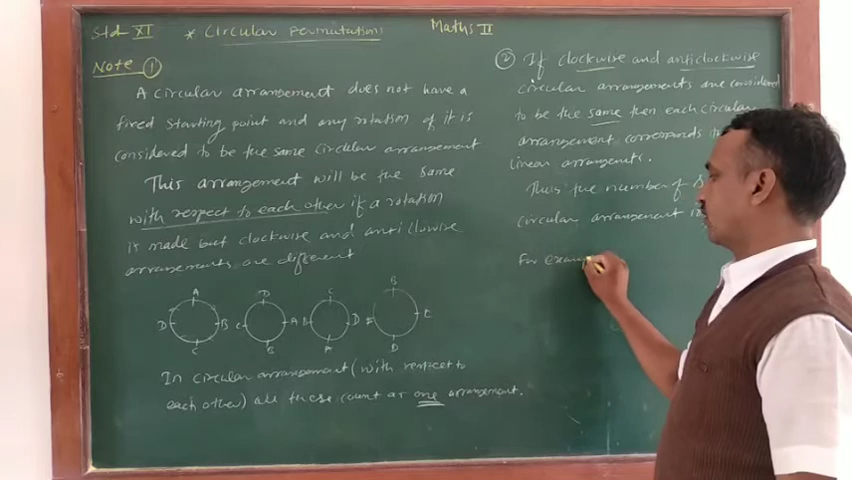 Std XI * Circular Permutations Maths II
Note ①
A circular arrangement does not have a
fixed starting point and any rotation of it is
considered to be the same circular arrangement
This arrangement will be the same
with respect to each other if a rotation
is made but clockwise and anticlowise
arrangements are different
A D C B
D B C A B D E C
C B A D
In circular arrangement (with respect to
each other) all these count as one arrangement.
② If clockwise and anticlockwise
circular arrangements are considered
to be the same then each circular
arrangement corresponds
linear arrangements.
Thus the number of
circular arrangement
For examp